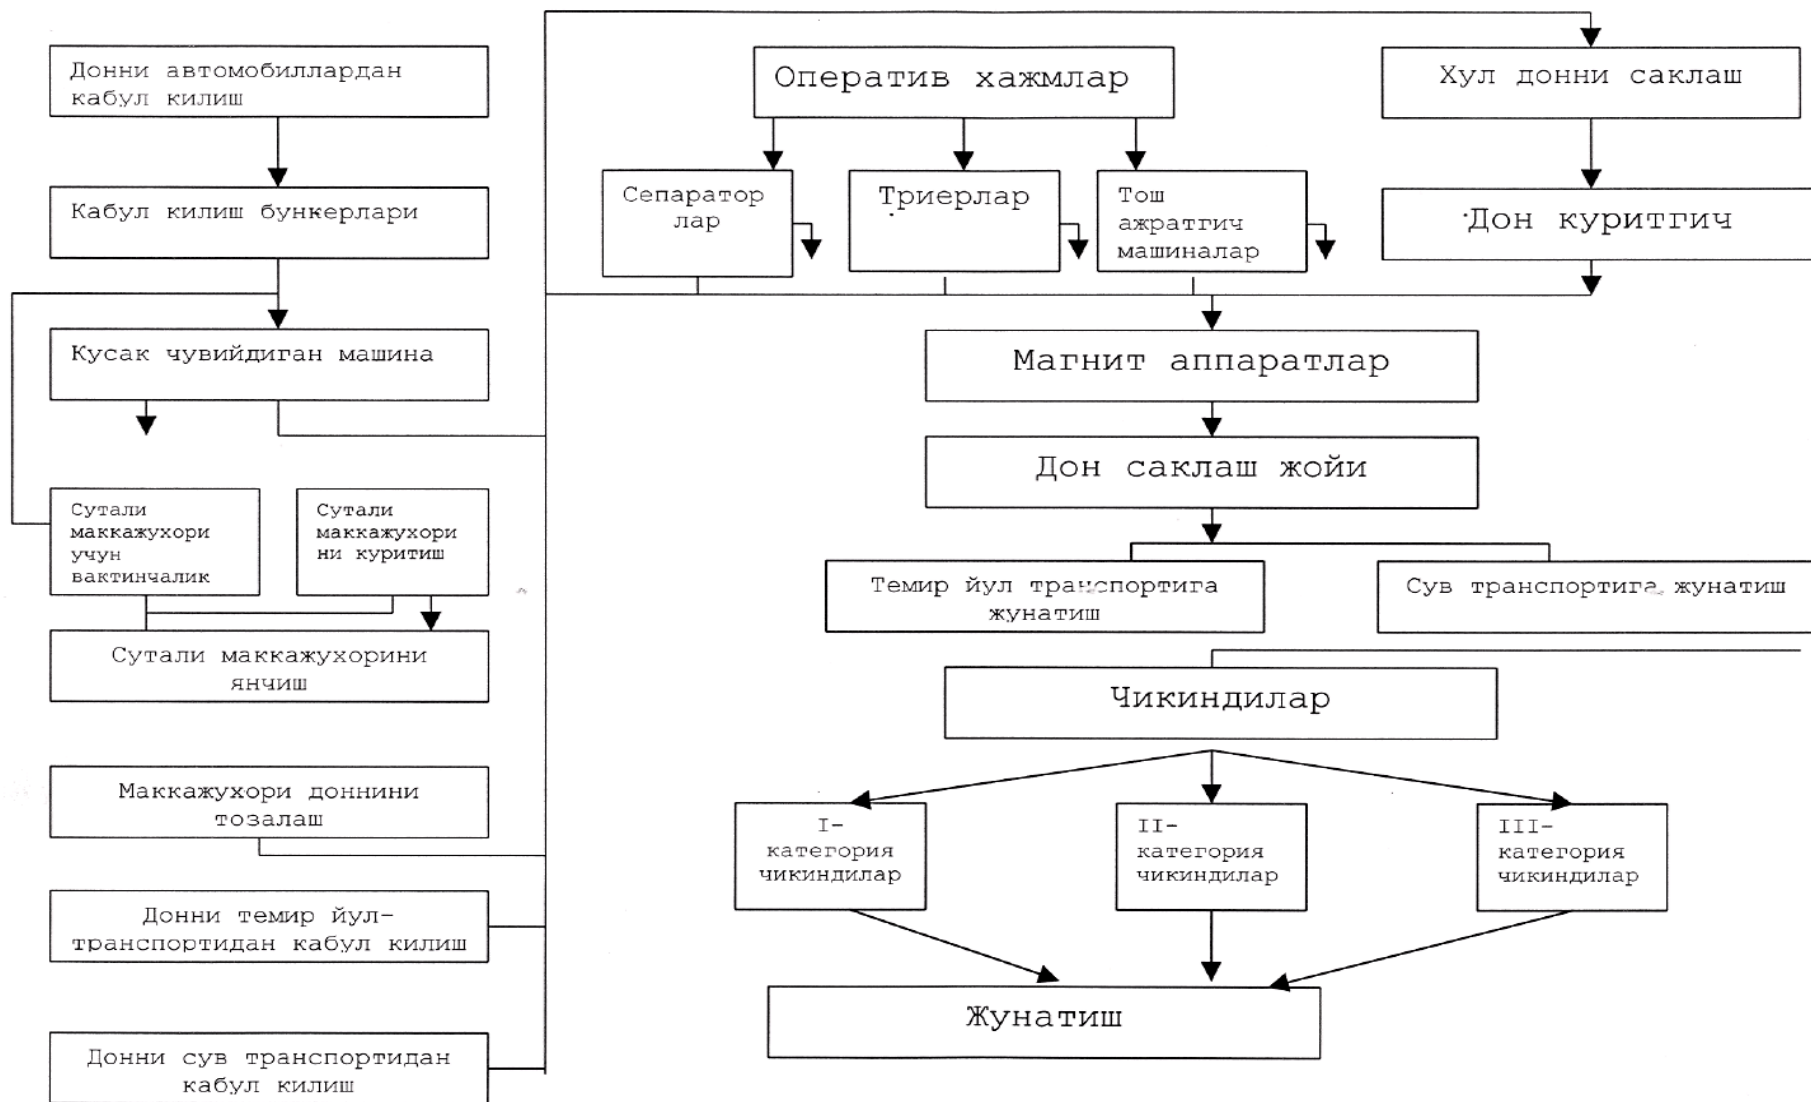 Донни автомобиллардан
кабул килиш
Кабул килиш бункерлари
Кусак чувийдиган машина
Сутали
маккажухори
учун
вактинчалик
Сутали
маккажухори
ни куритиш
Сутали маккажухорини
янчиш
Маккажухори доннини
тозалаш
Донни темир йул-
транспортидан кабул килиш
Донни сув транспортидан
кабул килиш
Оператив хажмлар
Сепаратор
лар
Триерлар
Тош
ажратгич
машиналар
Хул донни саклаш
Дон куритгич
Магнит аппаратлар
Дон саклаш жойи
Темир йул транспортига
жунатиш
Сув транспортига жунатиш
Чикиндилар
I-
категория
чикиндилар
II-
категория
чикиндилар
III-
категория
чикиндилар
Жунатиш